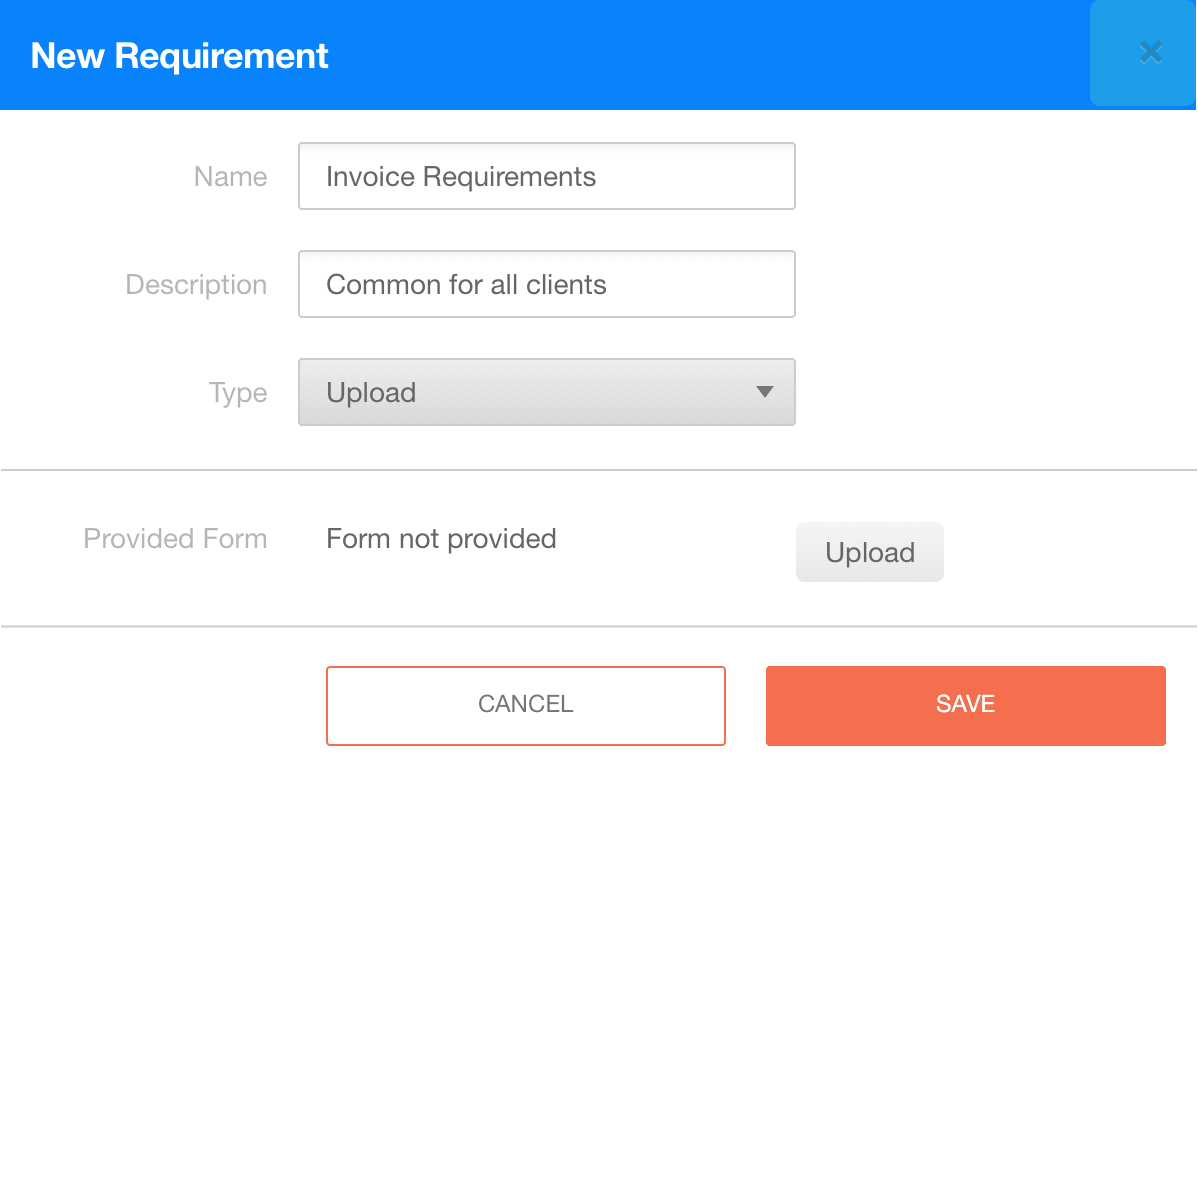 New Requirement
Name
Invoice Requirements
Description
Common for all clients
Type
Upload
Provided Form
Form not provided
Upload
CANCEL
SAVE